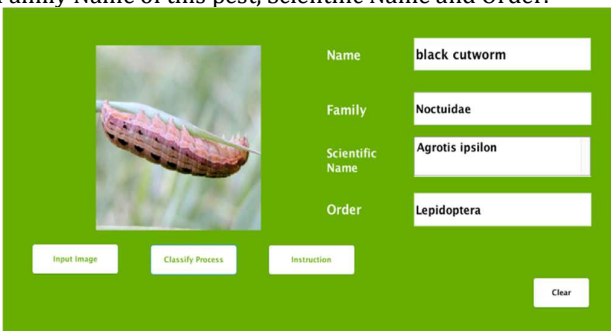 Family Name of this pest, Scientific Name and Order.
Name
black cutworm
Family
Noctuidae
Scientific
Name
Agrotis ipsilon
Order
Lepidoptera
Input Image
Classify Process
Instruction
Clear